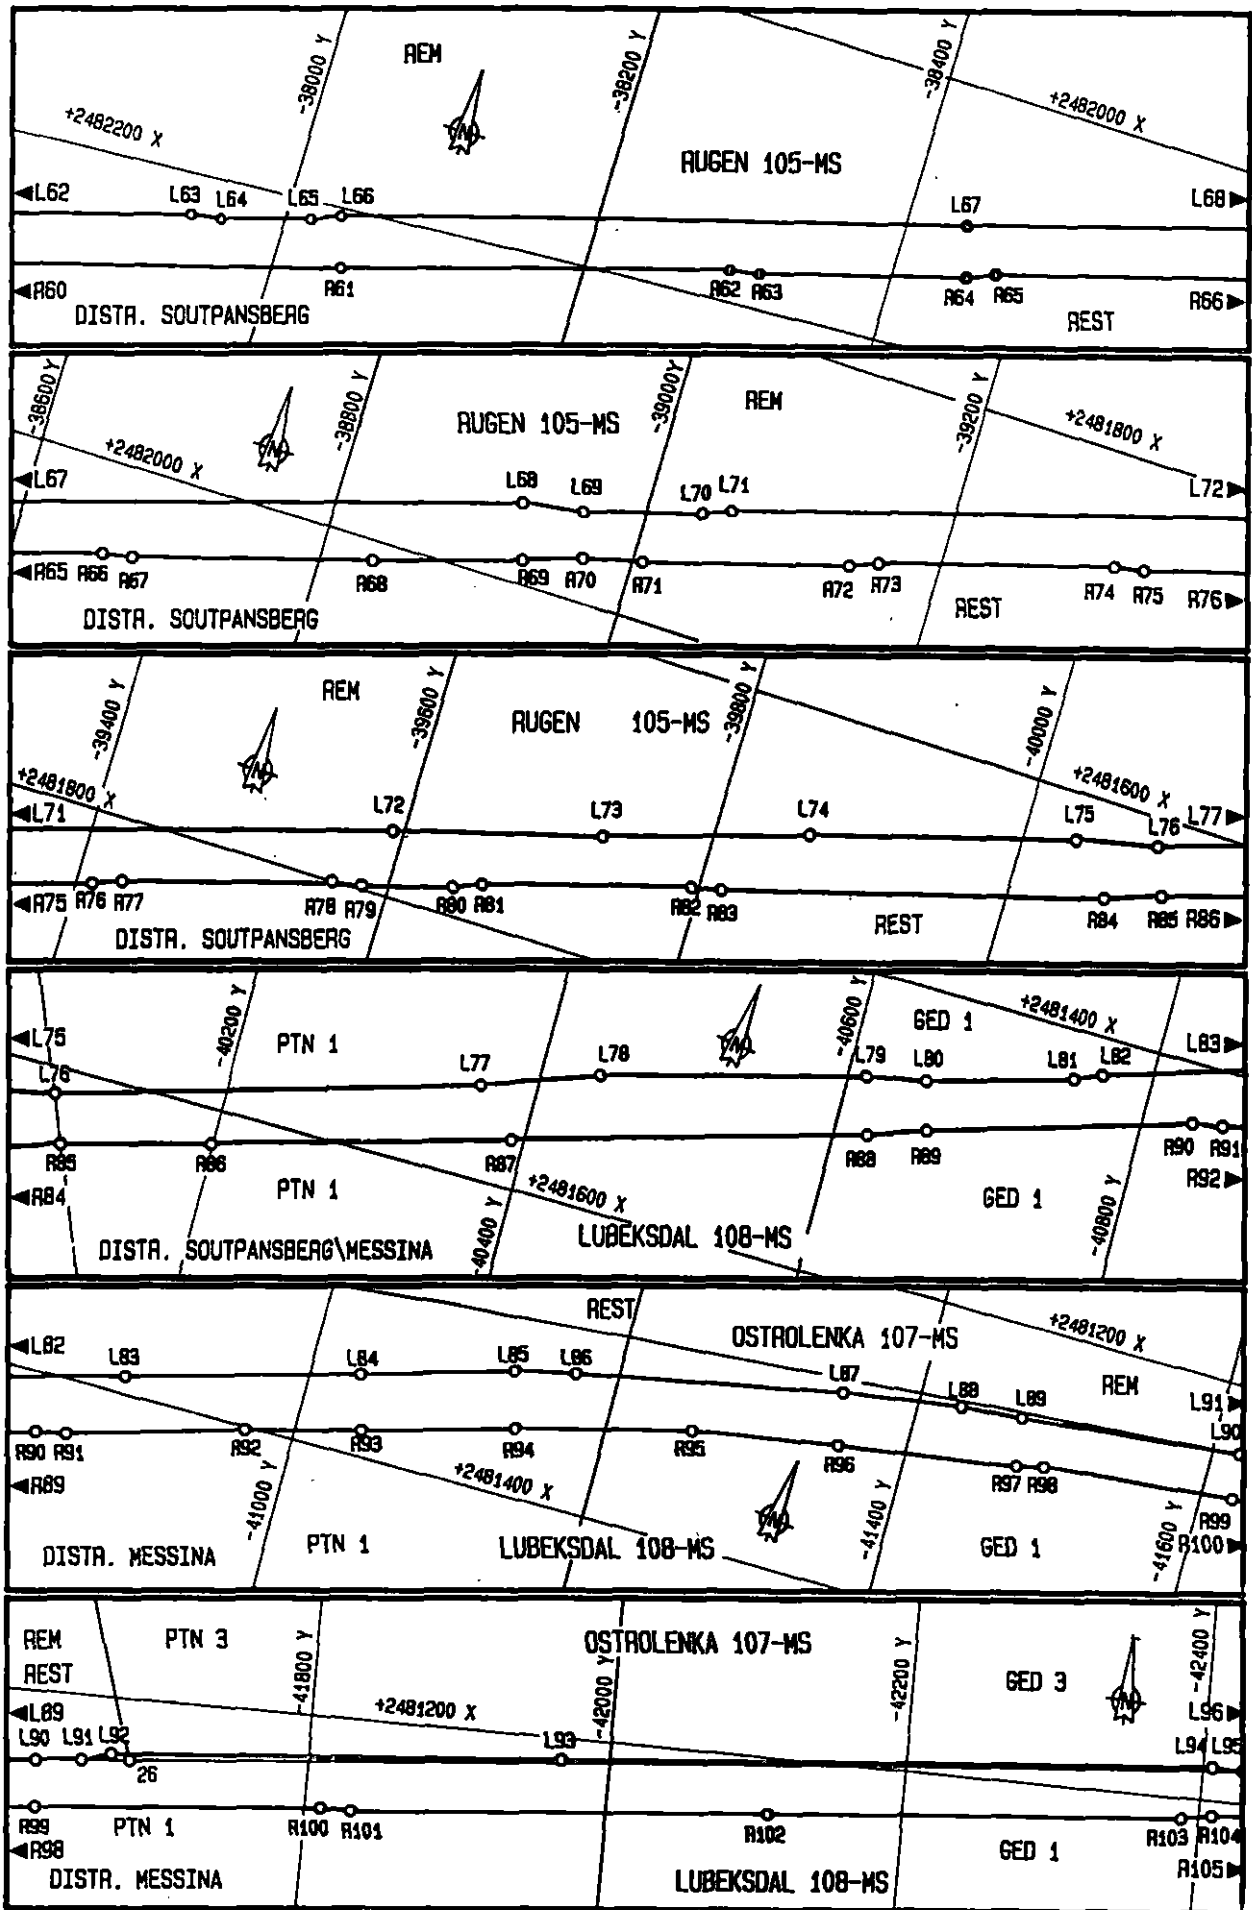 -38000 Y
REM
-38200 Y
-38400 Y
+2482200 X
N
+2482000 X
RUGEN 105-MS
◄L62
L63
L64
L65
L66
L67
L68►
◄R60
R61
R62
R63
R64
R65
R66►
DISTR. SOUTPANSBERG
REST
-38600 Y
-38800 Y
-39000 Y
REM
-39200 Y
RUGEN 105-MS
N
+2482000 X
+2481800 X
◄L67
L68
L69
L70
L71
L72►
◄R65
R66
R67
R68
R69
R70
R71
R72
R73
R74
R75
R76►
DISTR. SOUTPANSBERG
REST
-39400 Y
REM
-39600 Y
RUGEN 105-MS
-39800 Y
-40000 Y
N
+2481800 X
+2481600 X
◄L71
L72
L73
L74
L75
L76
L77►
◄R75
R76
R77
R78
R79
R80
R81
R82
R83
R84
R85
R86►
DISTR. SOUTPANSBERG
REST
-40200 Y
PTN 1
N
-40600 Y
GED 1
+2481400 X
◄L75
L76
L77
L78
L79
L80
L81
L82
L83►
R85
R86
R87
R88
R89
R90
R91
◄R84
PTN 1
+2481600 X
GED 1
R92►
DISTR. SOUTPANSBERG\MESSINA
-40400 Y
LUBEKSDAL 108-MS
-40800 Y
REST
OSTROLENKA 107-MS
+2481200 X
◄L82
L83
L84
L85
L86
L87
L88
L89
REM
L91►
L90
R90
R91
R92
R93
R94
R95
R96
R97
R98
R99
◄R89
-41000 Y
+2481400 X
N
-41400 Y
-41600 Y
R100►
DISTR. MESSINA
PTN 1
LUBEKSDAL 108-MS
GED 1
REM
PTN 3
-41800 Y
OSTROLENKA 107-MS
-42000 Y
-42200 Y
GED 3
-42400 Y
REST
◄L89
+2481200 X
N
L96►
L90
L91
L92
26
L93
L94
L95
R99
PTN 1
R100
R101
R102
R103
R104
◄R98
GED 1
R105►
DISTR. MESSINA
LUBEKSDAL 108-MS